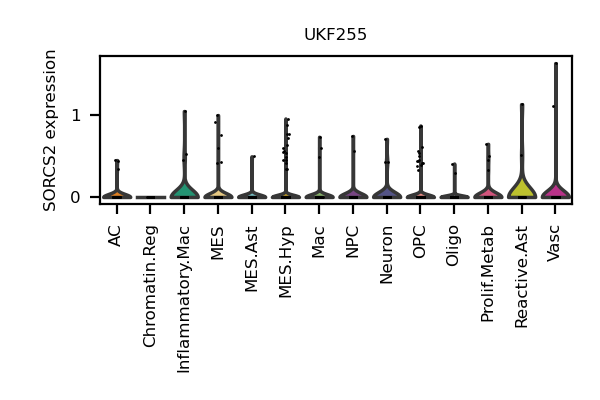 UKF255
SORCS2 expression
1
0
AC
Chromatin.Reg
Inflammatory.Mac
MES
MES.Ast
MES.Hyp
Mac
NPC
Neuron
OPC
Oligo
Prolif.Metab
Reactive.Ast
Vasc